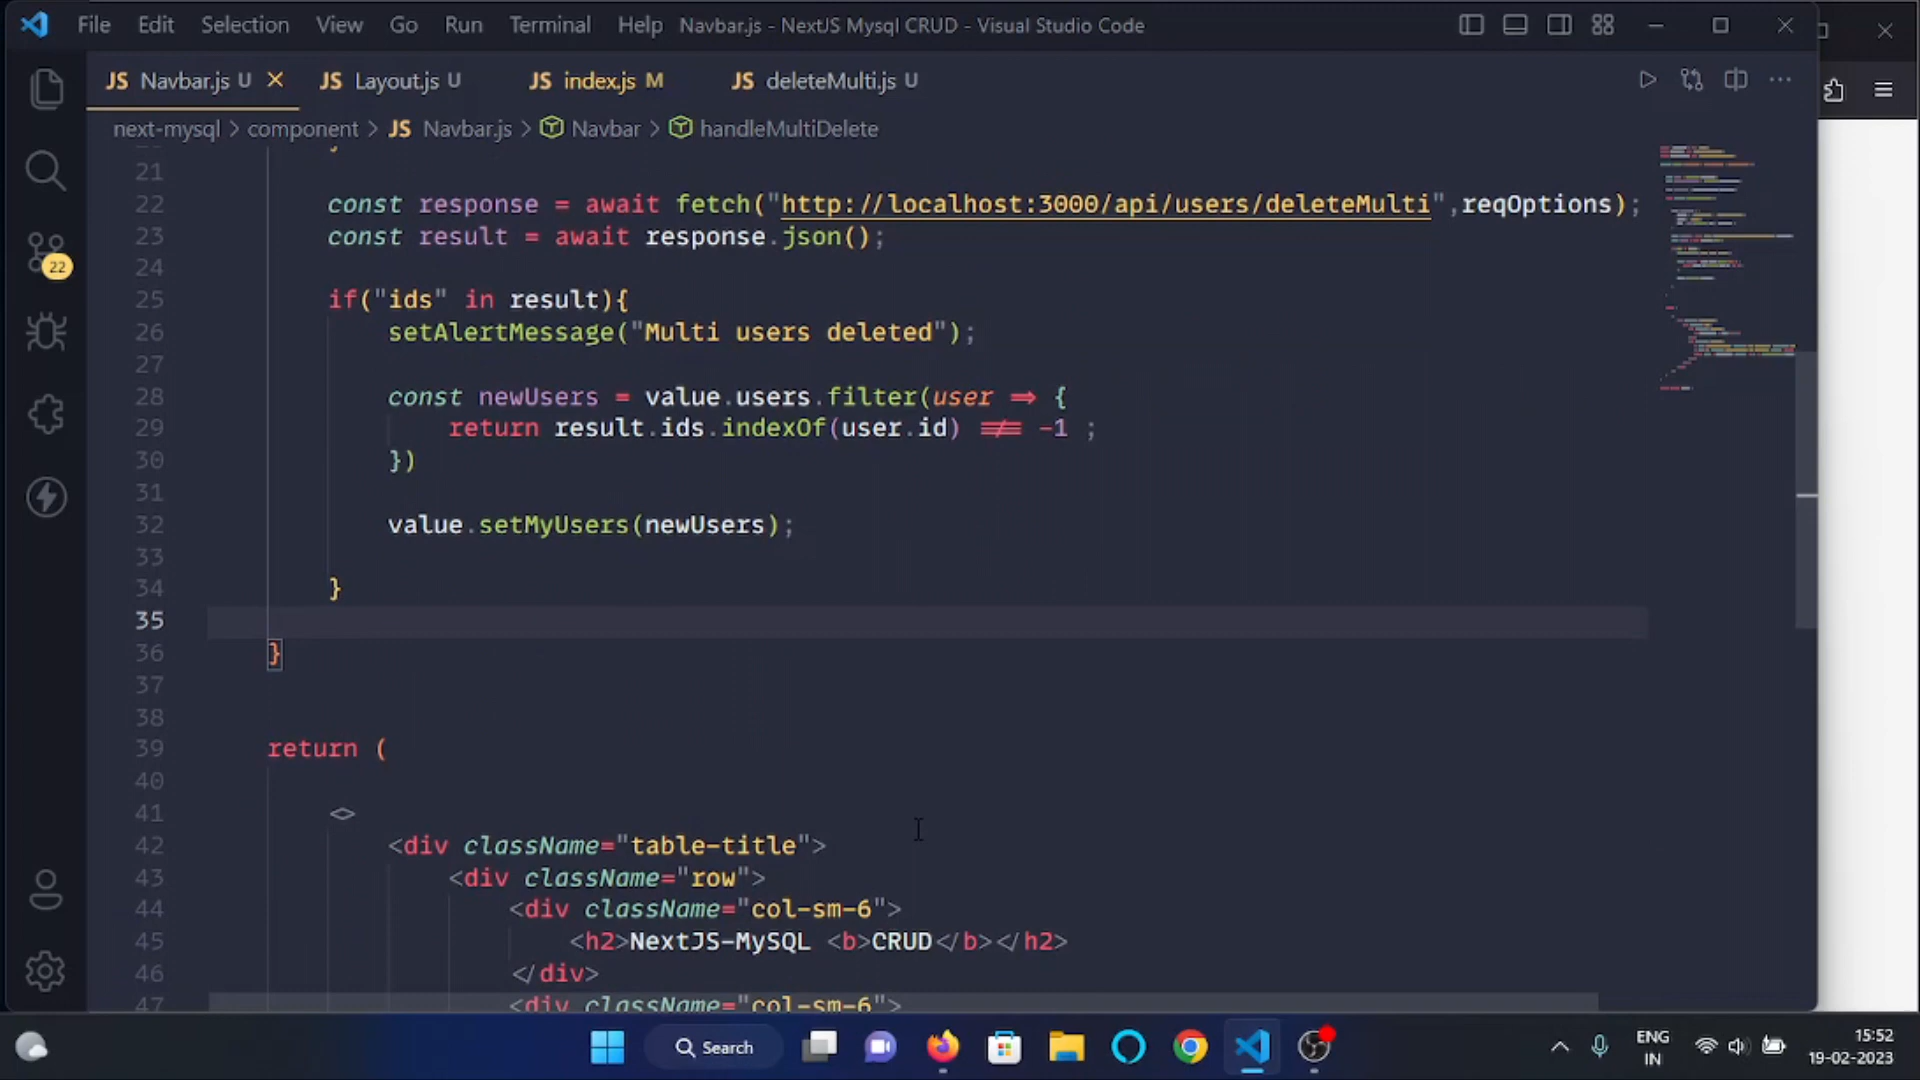 File Edit Selection View Go Run Terminal Help Navbar.js - NextJS Mysql CRUD - Visual Studio Code
JS Navbar.js U JS Layout.js U JS index.js M JS deleteMulti.js U
next-mysql > component > JS Navbar.js > Navbar > handleMultiDelete
21
22 const response = await fetch("http://localhost:3000/api/users/deleteMulti",reqOptions);
23 const result = await response.json();
24
25 if("ids" in result){
26 setAlertMessage("Multi users deleted");
27
28 const newUsers = value.users.filter(user => {
29 return result.ids.indexOf(user.id) !== -1 ;
30 })
31
32 value.setMyUsers(newUsers);
33
34 }
35
36 }
37
38
39 return (
40
41 <>
42 <div className="table-title">
43 <div className="row">
44 <div className="col-sm-6">
45 <h2>NextJS-MySQL <b>CRUD</b></h2>
46 </div>
47 <div className="col-sm-6">
22
Search
ENG
IN
15:52
19-02-2023